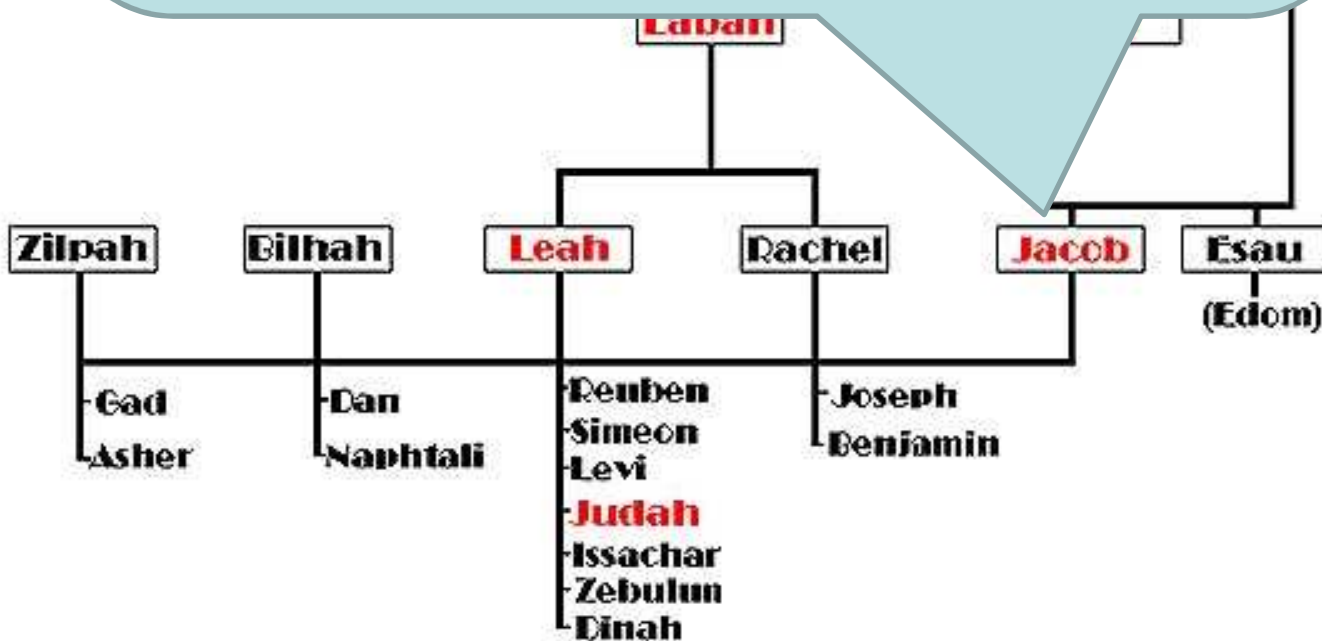 Laban
Zilpah
Bilhah
Leah
Rachel
Jacob
Esau
(Edom)
Gad
Asher
Dan
Naphtali
Reuben
Simeon
Levi
Judah
Issachar
Zebulun
Dinah
Joseph
Benjamin